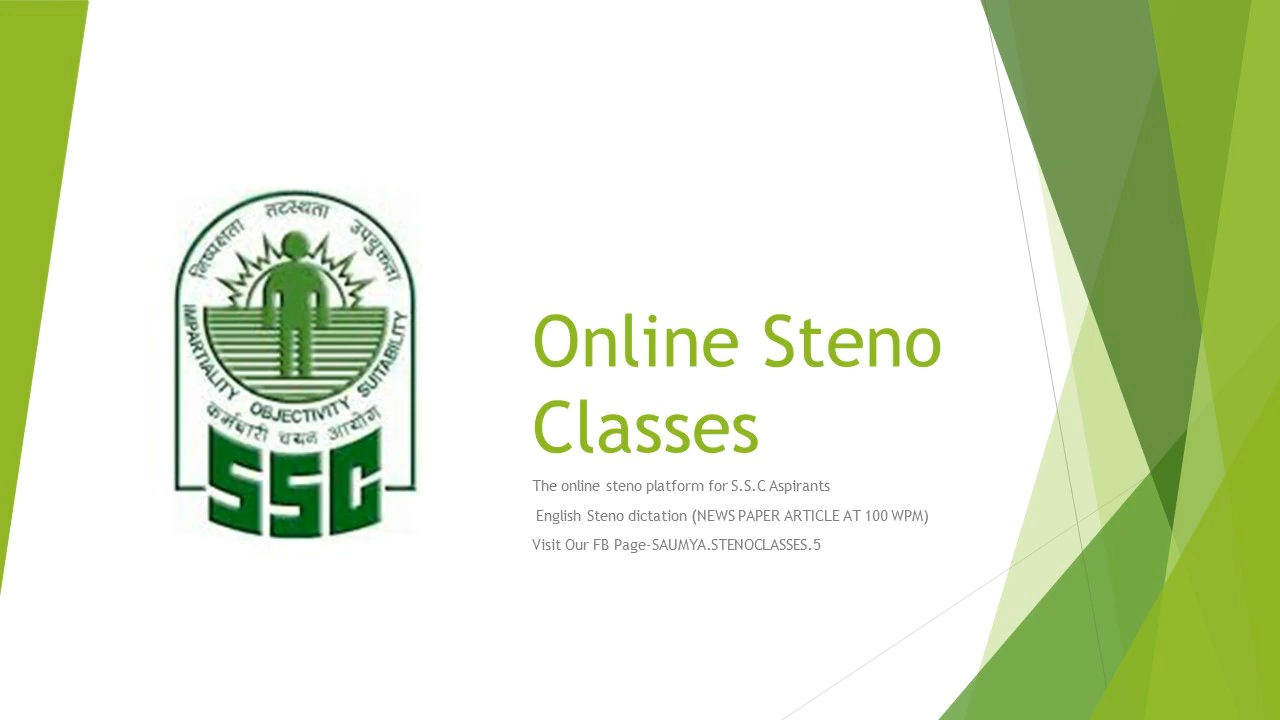 निष्पक्षता तटस्थता उपयुक्तता
IMPARTIALITY OBJECTIVITY SUITABILITY
कर्मचारी चयन आयोग
SSC
Online Steno
Classes
The online steno platform for S.S.C Aspirants
English Steno dictation (NEWS PAPER ARTICLE AT 100 WPM)
Visit Our FB Page-SAUMYA.STENOCLASSES.5